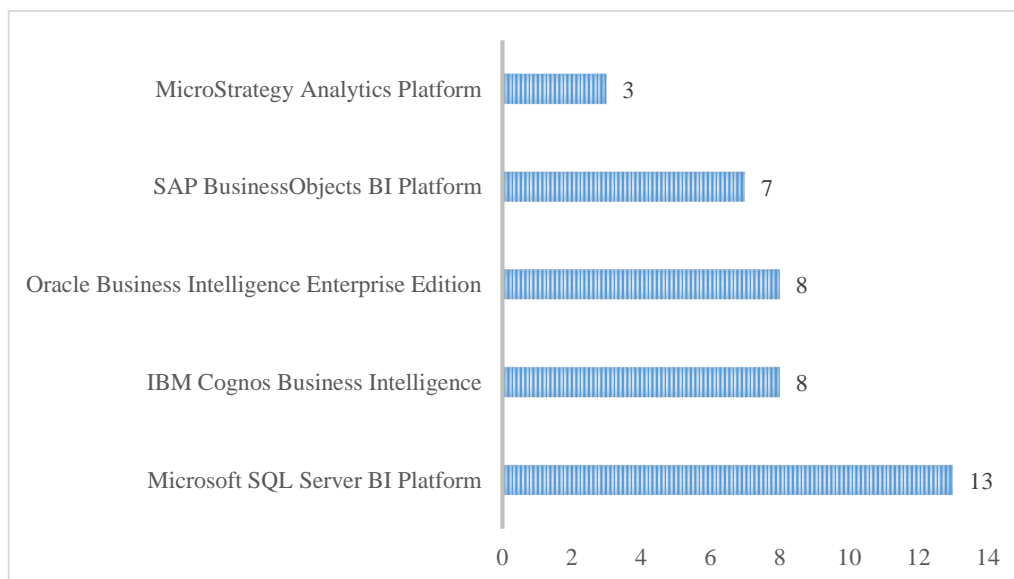 MicroStrategy Analytics Platform 3
SAP BusinessObjects BI Platform 7
Oracle Business Intelligence Enterprise Edition 8
IBM Cognos Business Intelligence 8
Microsoft SQL Server BI Platform 13
0 2 4 6 8 10 12 14